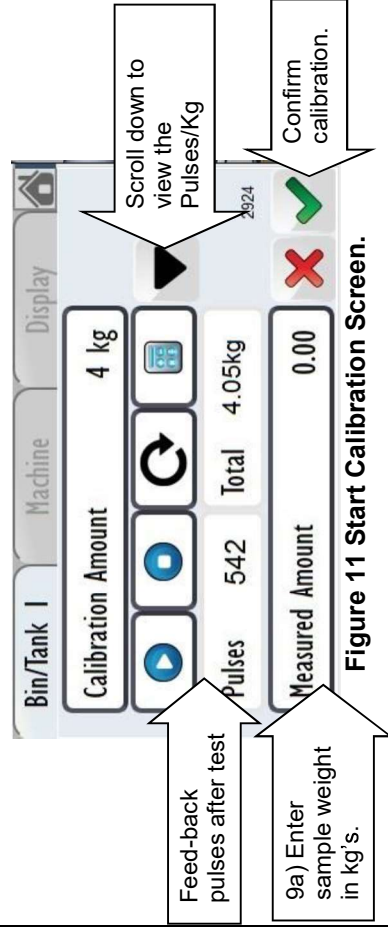 Bin/Tank 1
Machine
Display
Calibration Amount 4 kg
Pulses 542 Total 4.05kg
2924
Measured Amount 0.00
Scroll down to
view the
Pulses/Kg
Confirm
calibration.
Feed-back
pulses after test
9a) Enter
sample weight
in kg's.
Figure 11 Start Calibration Screen.